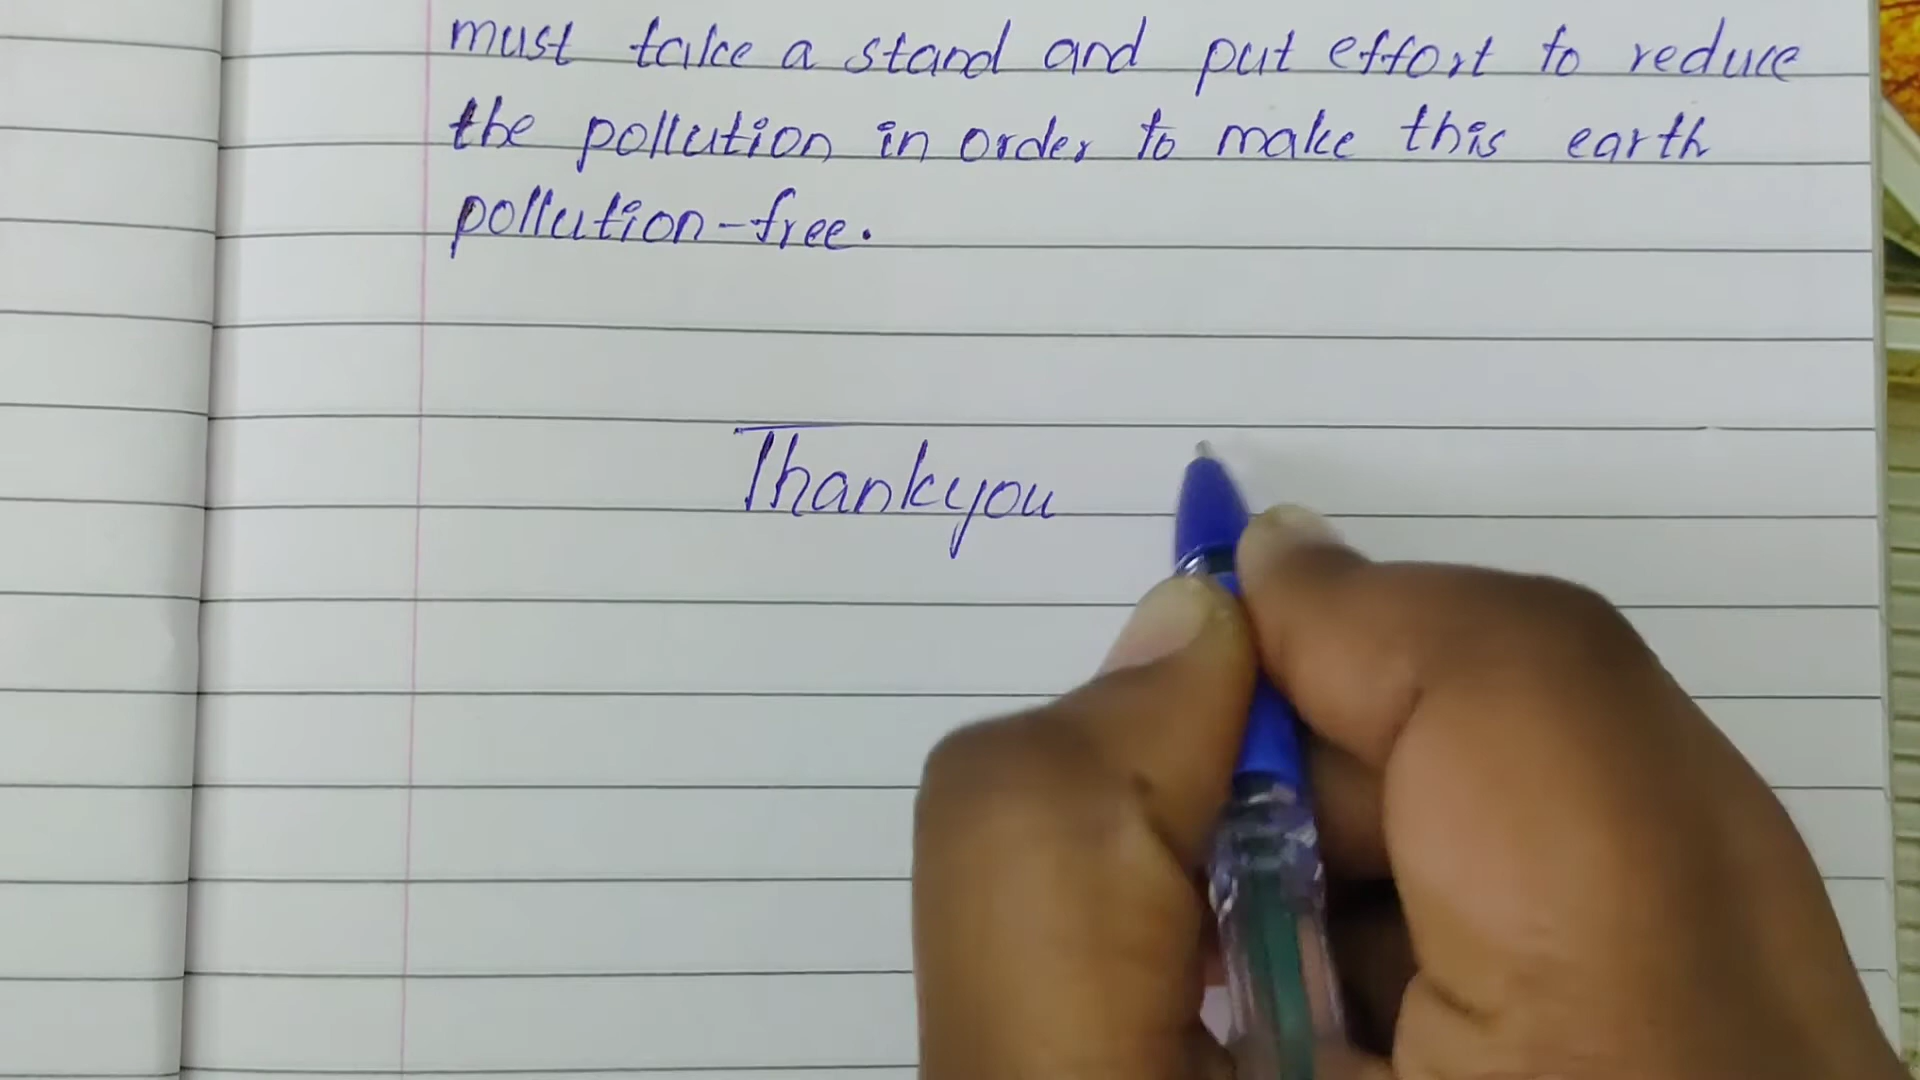 must take a stand and put effort to reduce
the pollution in order to make this earth
pollution-free.
Thankyou